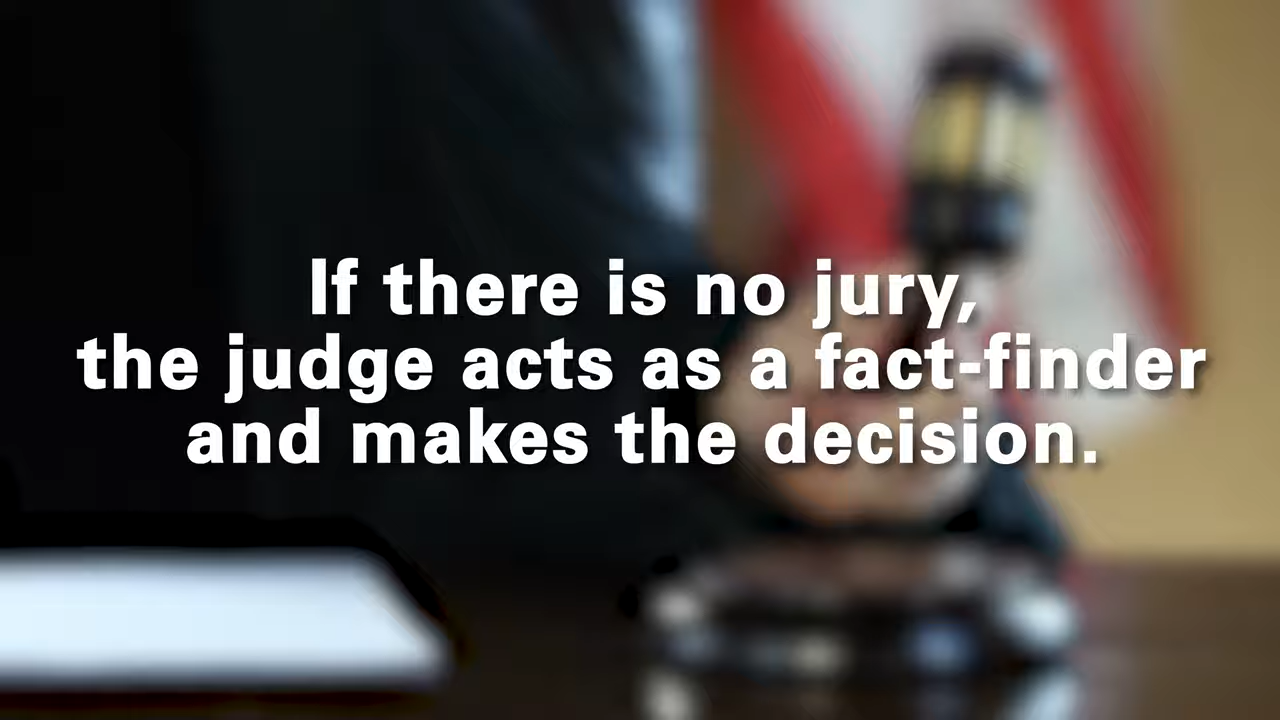 If there is no jury,
the judge acts as a fact-finder
and makes the decision.